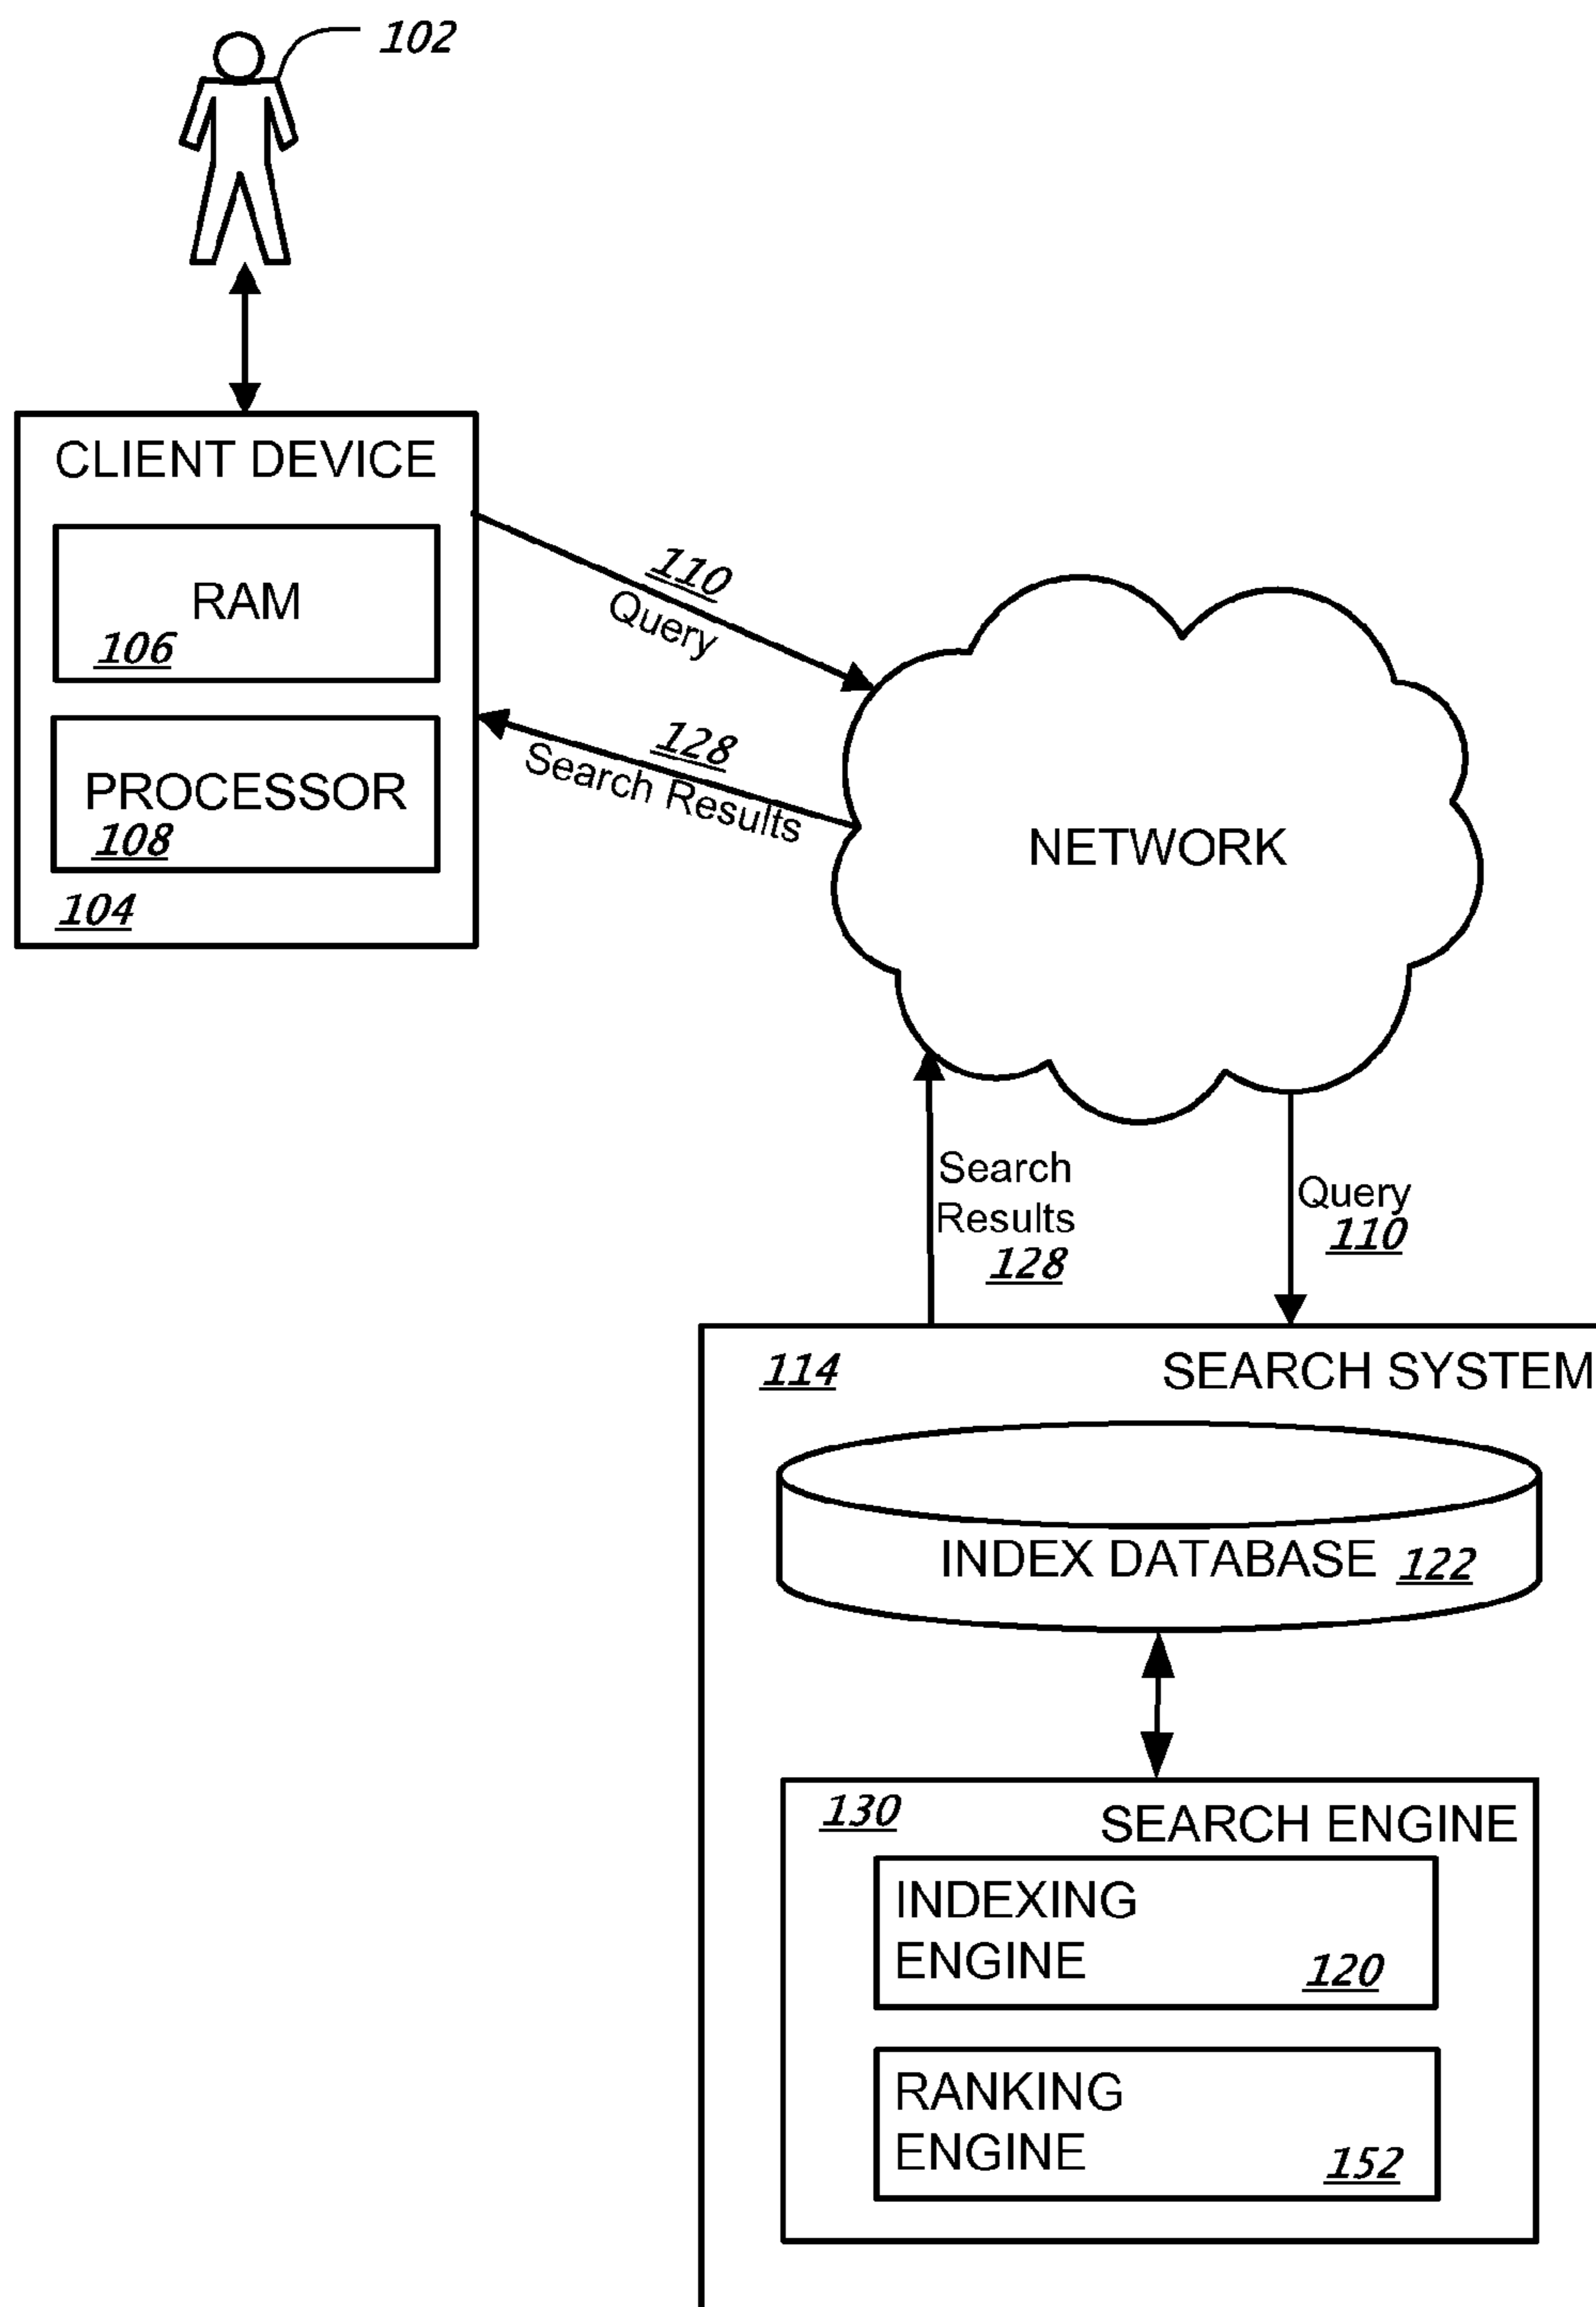 102
CLIENT DEVICE
RAM
106
PROCESSOR
108
104
110
Query
128
Search Results
NETWORK
Search
Results
128
Query
110
114
SEARCH SYSTEM
INDEX DATABASE 122
130
SEARCH ENGINE
INDEXING
ENGINE
120
RANKING
ENGINE
152